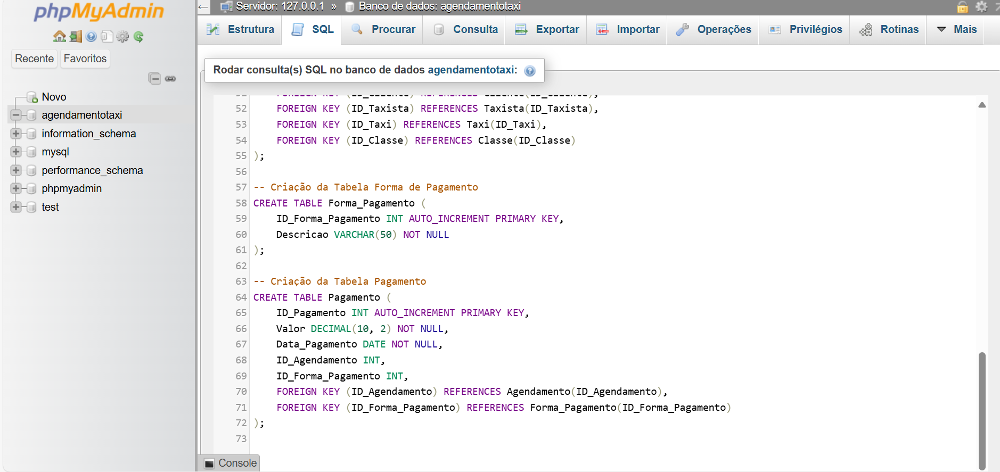 phpMyAdmin
Recente Favoritos
Novo
agendamentotaxi
information_schema
mysql
performance_schema
phpmyadmin
test
← Servidor: 127.0.0.1 » Banco de dados: agendamentotaxi
Estrutura SQL Procurar Consulta Exportar Importar Operações Privilégios Rotinas Mais
Rodar consulta(s) SQL no banco de dados agendamentotaxi:
51     FOREIGN KEY (ID_Cliente) REFERENCES Cliente(ID_Cliente),
52     FOREIGN KEY (ID_Taxista) REFERENCES Taxista(ID_Taxista),
53     FOREIGN KEY (ID_Taxi) REFERENCES Taxi(ID_Taxi),
54     FOREIGN KEY (ID_Classe) REFERENCES Classe(ID_Classe)
55 );
56
57 -- Criação da Tabela Forma de Pagamento
58 CREATE TABLE Forma_Pagamento (
59     ID_Forma_Pagamento INT AUTO_INCREMENT PRIMARY KEY,
60     Descricao VARCHAR(50) NOT NULL
61 );
62
63 -- Criação da Tabela Pagamento
64 CREATE TABLE Pagamento (
65     ID_Pagamento INT AUTO_INCREMENT PRIMARY KEY,
66     Valor DECIMAL(10, 2) NOT NULL,
67     Data_Pagamento DATE NOT NULL,
68     ID_Agendamento INT,
69     ID_Forma_Pagamento INT,
70     FOREIGN KEY (ID_Agendamento) REFERENCES Agendamento(ID_Agendamento),
71     FOREIGN KEY (ID_Forma_Pagamento) REFERENCES Forma_Pagamento(ID_Forma_Pagamento)
72 );
73
Console